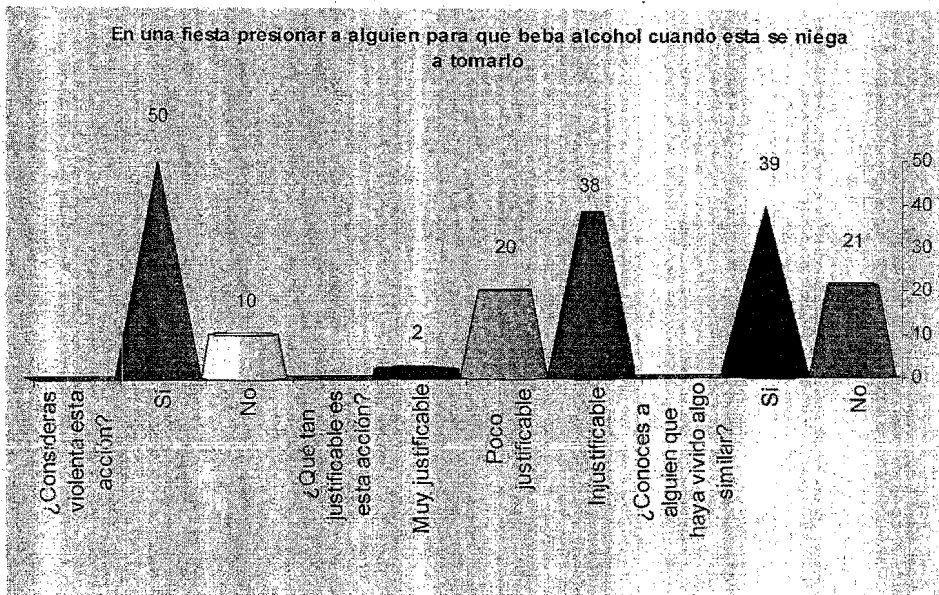 En una fiesta presionar a alguien para que beba alcohol cuando esta se niega
a tomarlo
50
10
2
20
38
39
21
50
40
30
20
10
0
¿Consideras
violenta esta
acción?
Si
No
¿Que tan
justificable es
esta acción?
Muy justificable
Poco
justificable
Injustificable
¿Conoces a
alguien que
haya vivido algo
similar?
Si
No